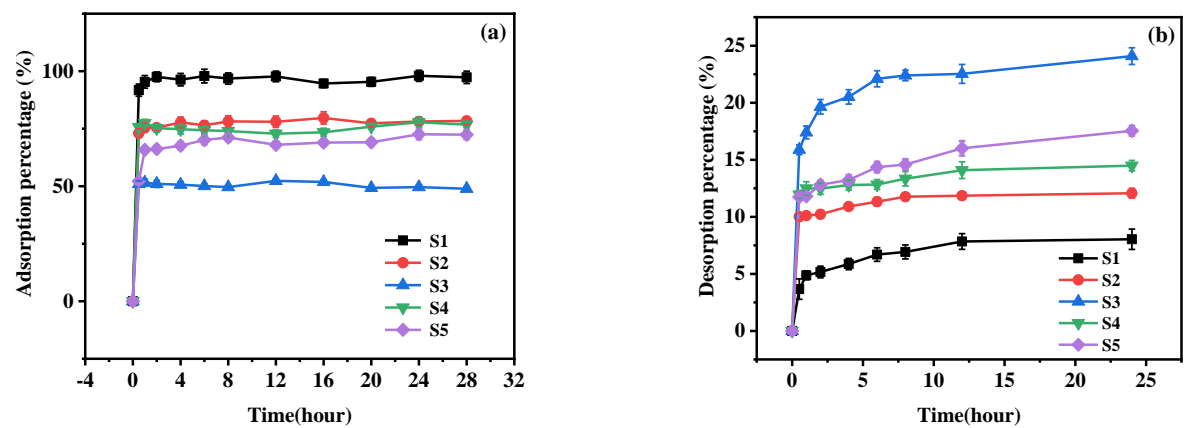 (a)
Adsorption percentage (%)
100
50
0
S1
S2
S3
S4
S5
-4 0 4 8 12 16 20 24 28 32
Time(hour)
(b)
Desorption percentage (%)
25
20
15
10
5
0
S1
S2
S3
S4
S5
0 5 10 15 20 25
Time(hour)